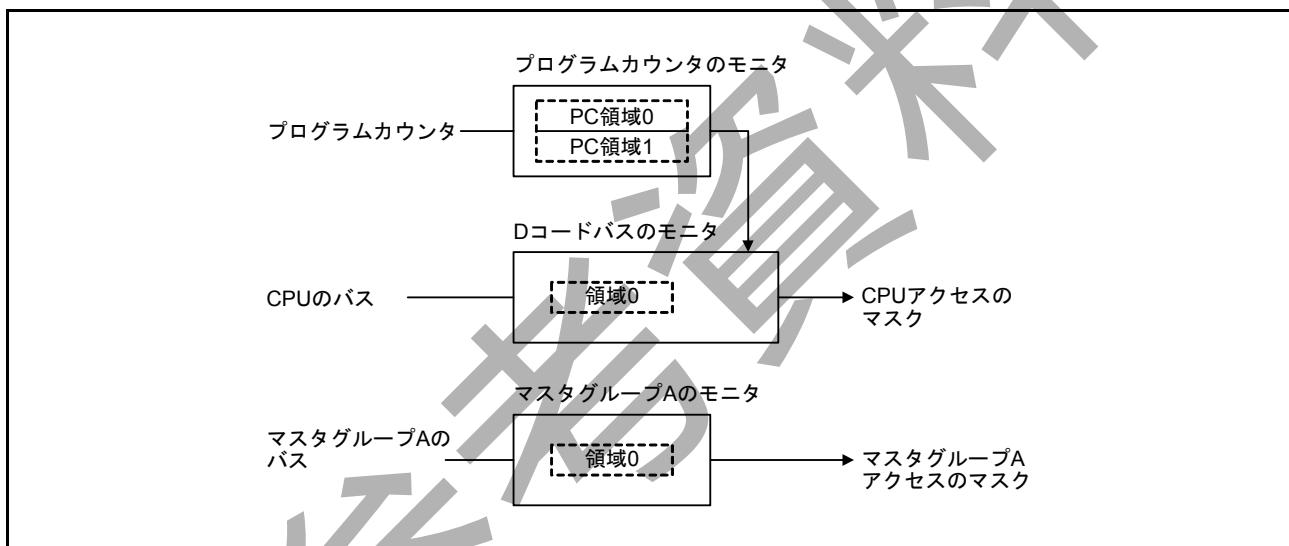 プログラムカウンタのモニタ
プログラムカウンタ
PC領域0
PC領域1
Dコードバスのモニタ
CPUのバス
領域0
CPUアクセスの
マスク
マスタグループAのモニタ
マスタグループAの
バス
領域0
マスタグループA
アクセスのマスク
参考資料